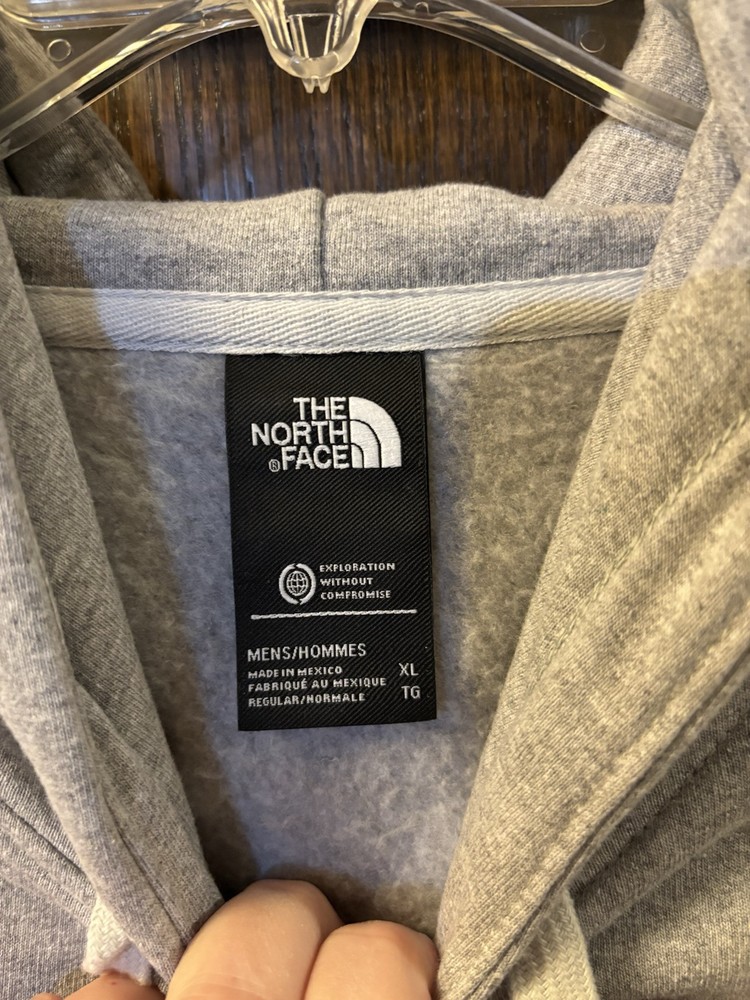 THE
NORTH
®FACE
EXPLORATION
WITHOUT
COMPROMISE
MENS/HOMMES
MADE IN MEXICO XL
FABRIQUÉ AU MEXIQUE TG
REGULAR/NORMALE